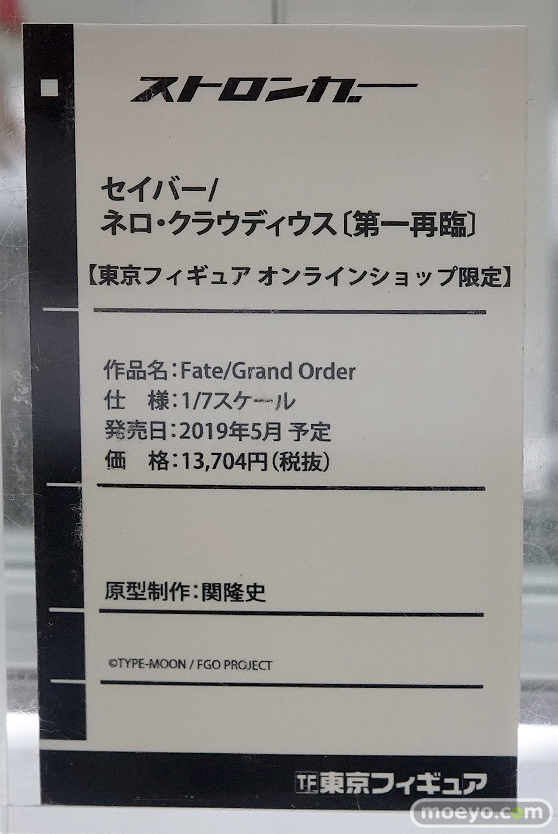 ストロンガー
セイバー/
ネロ・クラウディウス〔第一再臨〕
【東京フィギュア オンラインショップ限定】
作品名：Fate/Grand Order
仕　様：1/7スケール
発売日：2019年5月 予定
価　格：13,704円（税抜）
原型制作：関隆史
©TYPE-MOON / FGO PROJECT
TF東京フィギュア
moeyo.com